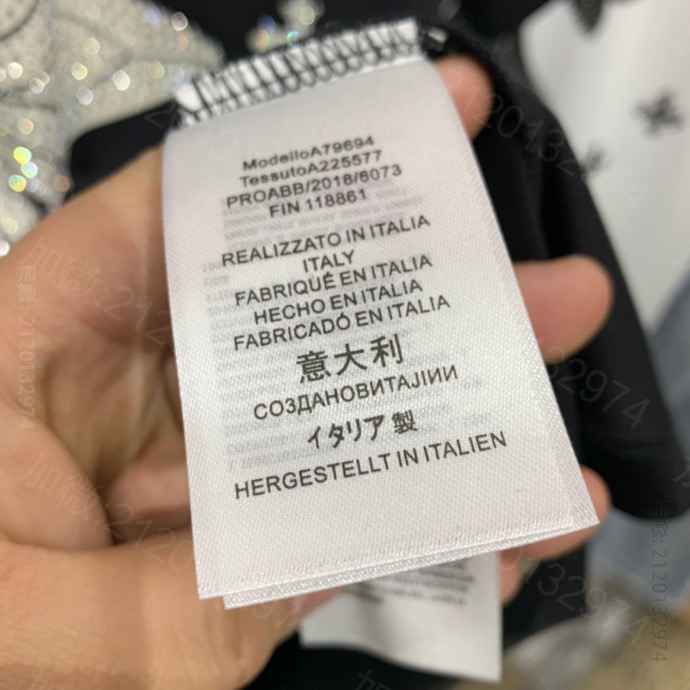 ModelloA79694
TessutoA225577
PROABB/2018/6073
FIN 118861
REALIZZATO IN ITALIA
ITALY
FABRIQUÉ EN ITALIA
HECHO EN ITALIA
FABRICADÓ EN ITALIA
意大利
СОЗДАНОВИТАЈІИИ
イタリア 製
HERGESTELLT IN ITALIEN